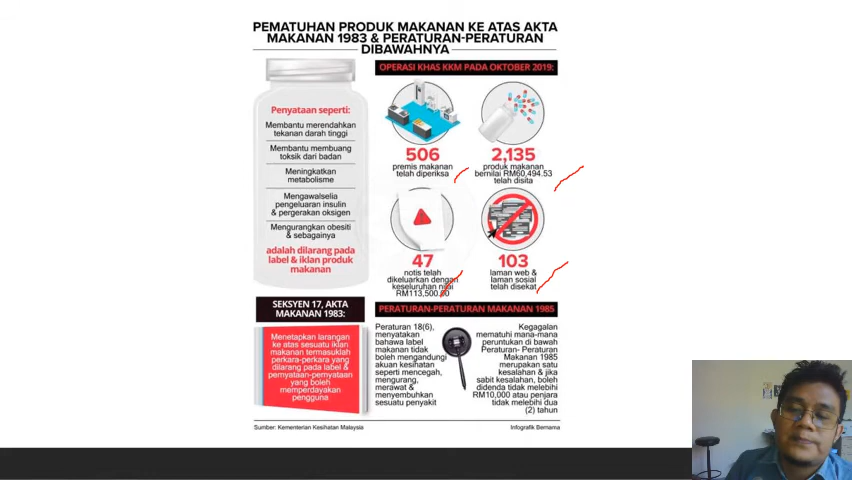 PEMATUHAN PRODUK MAKANAN KE ATAS AKTA
MAKANAN 1983 & PERATURAN-PERATURAN
DIBAWAHNYA
OPERASI KHAS KKM PADA OKTOBER 2019:
Penyataan seperti:
Membantu merendahkan
tekanan darah tinggi
Membantu membuang
toksik dari badan
Meningkatkan
metabolisme
Mengawalselia
pengeluaran insulin
& pergerakan oksigen
Mengurangkan obesiti
& sebagainya
adalah dilarang pada
label & iklan produk
makanan
506
premis makanan
telah diperiksa
2,135
produk makanan
bernilai RM60,494.53
telah disita
47
notis telah
dikeluarkan dengan
keseluruhan nilai
RM113,500.00
103
laman web &
laman sosial
telah disekat
SEKSYEN 17, AKTA
MAKANAN 1983:
Menetapkan larangan
ke atas sesuatu iklan
makanan termasuklah
perkara-perkara yang
dilarang pada label &
pernyataan-pernyataan
yang boleh
memperdayakan
pengguna
PERATURAN-PERATURAN MAKANAN 1985
Peraturan 18(6),
menyatakan
bahawa label
makanan tidak
boleh mengandungi
akuan kesihatan
seperti mencegah,
mengurang,
merawat &
menyembuhkan
sesuatu penyakit
Kegagalan
mematuhi mana-mana
peruntukan di bawah
Peraturan- Peraturan
Makanan 1985
merupakan satu
kesalahan & jika
sabit kesalahan, boleh
didenda tidak melebihi
RM10,000 atau penjara
tidak melebihi dua
(2) tahun
Sumber: Kementerian Kesihatan Malaysia
Infografik Bernama